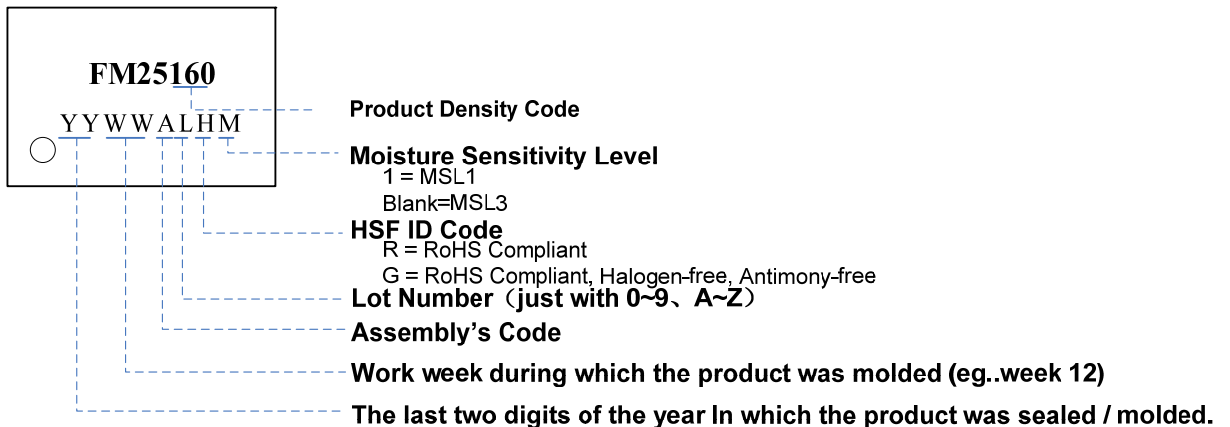 FM25160
YYWWALHM
Product Density Code
Moisture Sensitivity Level
1 = MSL1
Blank=MSL3
HSF ID Code
R = RoHS Compliant
G = RoHS Compliant, Halogen-free, Antimony-free
Lot Number（just with 0~9、A~Z）
Assembly's Code
Work week during which the product was molded (eg..week 12)
The last two digits of the year In which the product was sealed / molded.